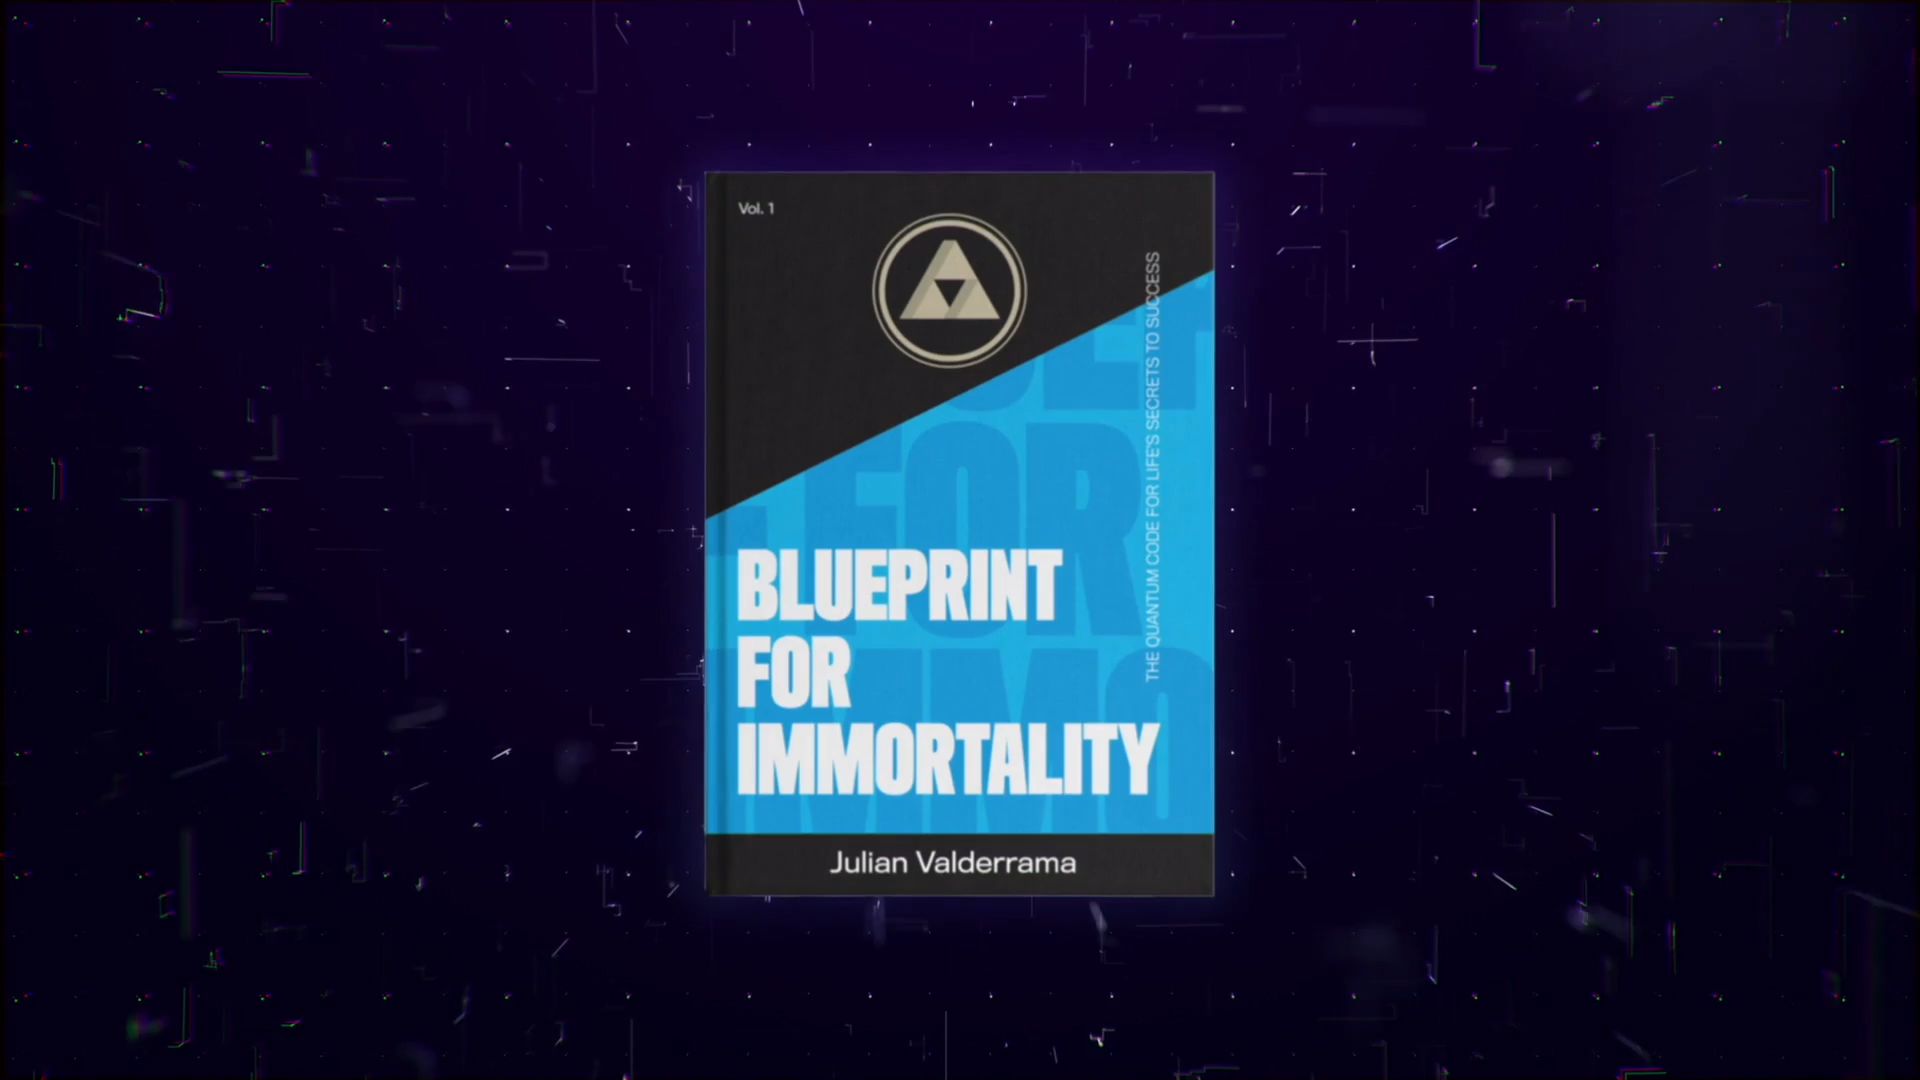 Vol. 1
THE QUANTUM CODE FOR LIFE'S SECRETS TO SUCCESS
BLUEPRINT
FOR
IMMORTALITY
Julian Valderrama